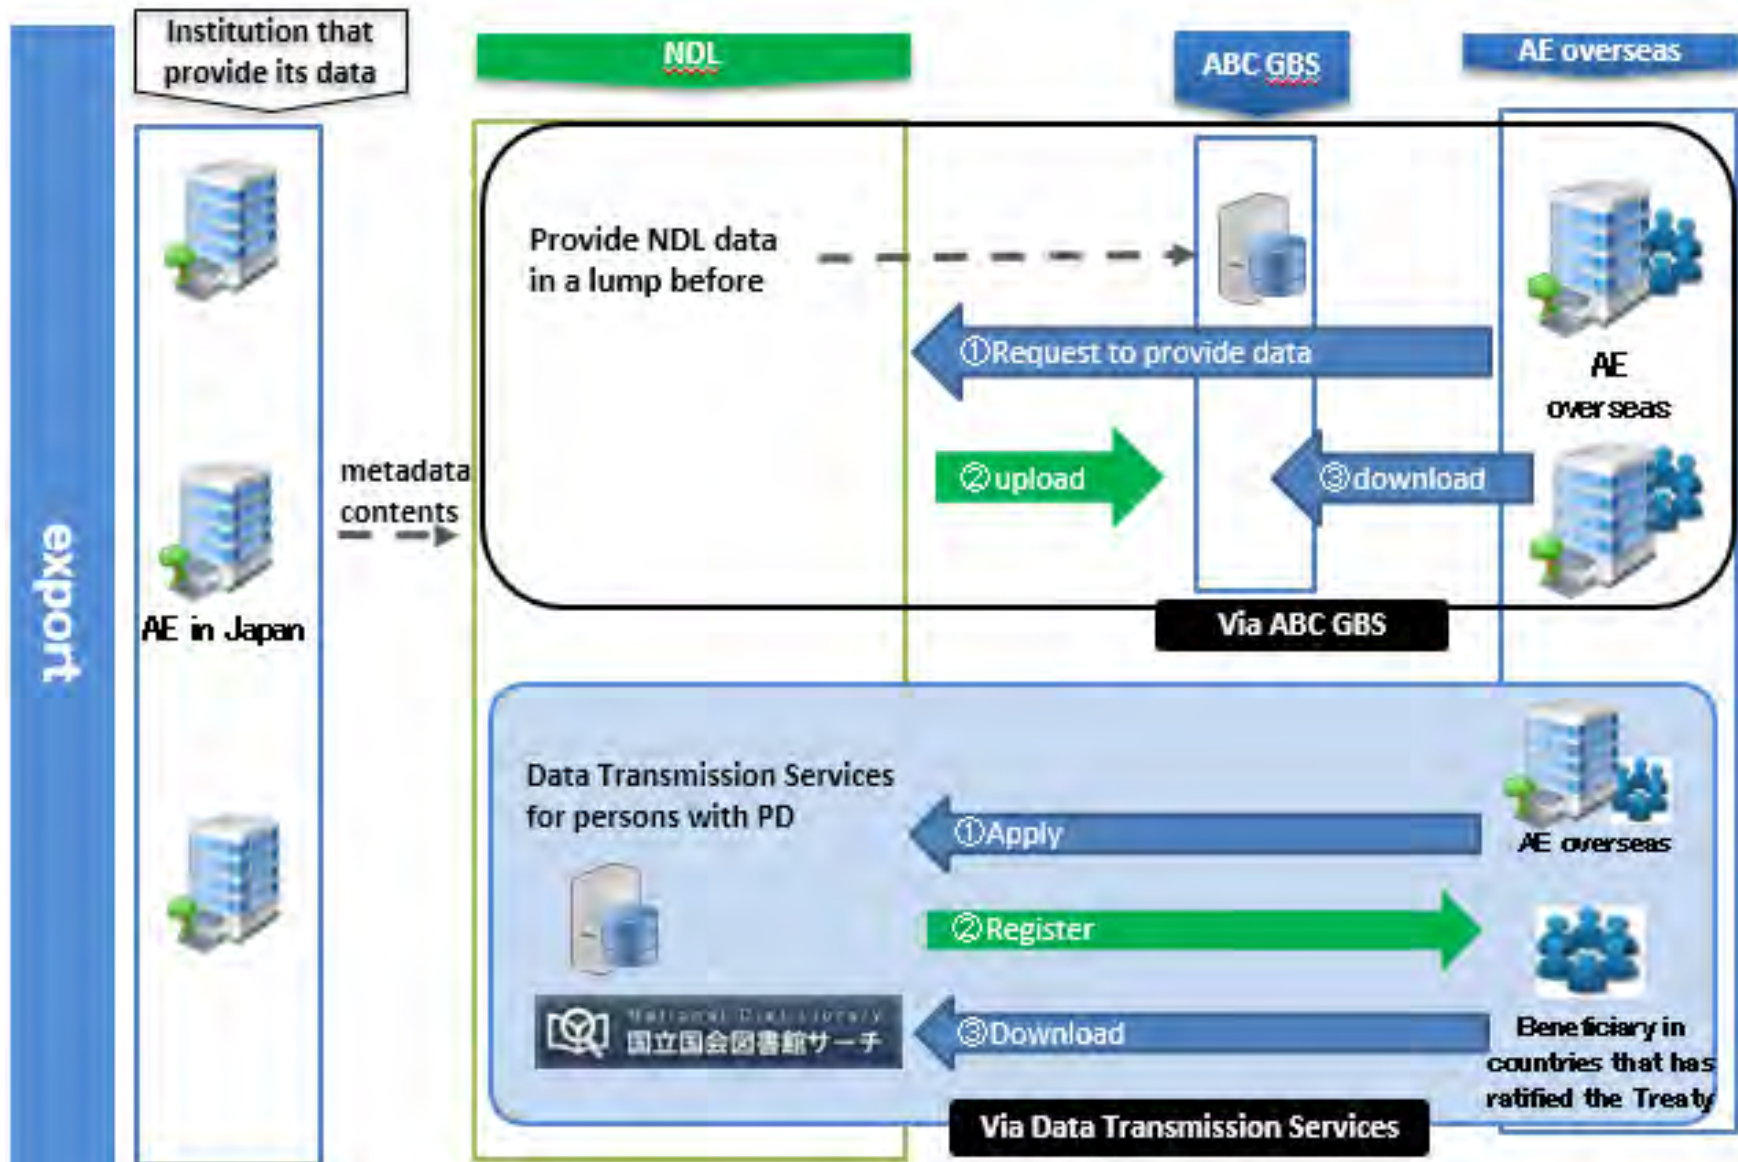 Institution that
provide its data
NDL
ABC GBS
AE overseas
export
AE in Japan
metadata
contents
Provide NDL data
in a lump before
①Request to provide data
②upload
③download
AE
overseas
Via ABC GBS
Data Transmission Services
for persons with PD
National Diet Library
国立国会図書館サーチ
①Apply
②Register
③Download
AE overseas
Beneficiary in
countries that has
ratified the Treaty
Via Data Transmission Services